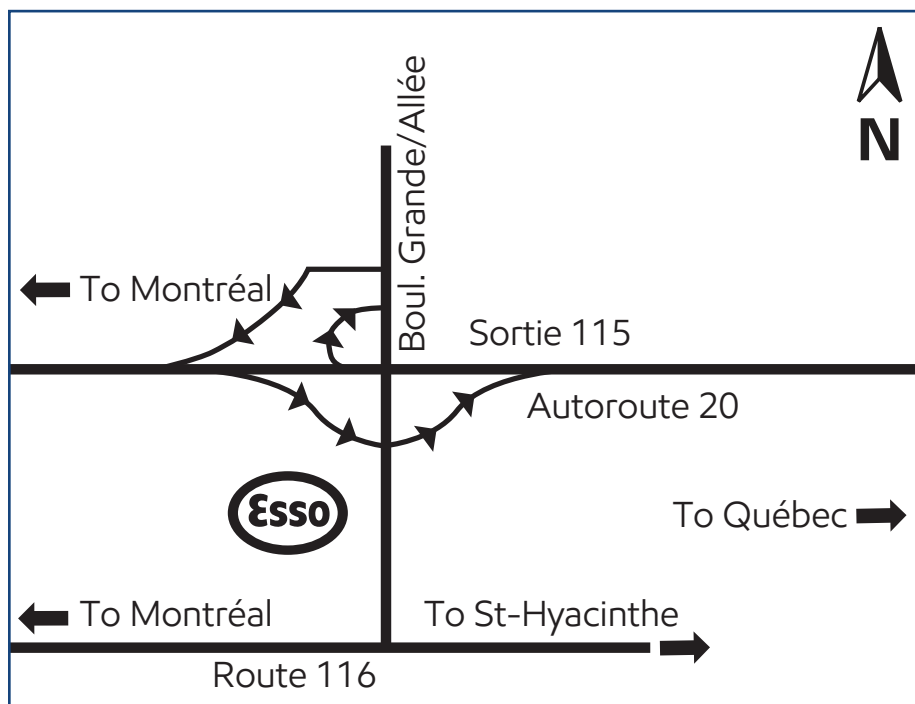 N
Boul. Grande/Allée
To Montréal
Sortie 115
Autoroute 20
Esso
To Québec
To Montréal
To St-Hyacinthe
Route 116